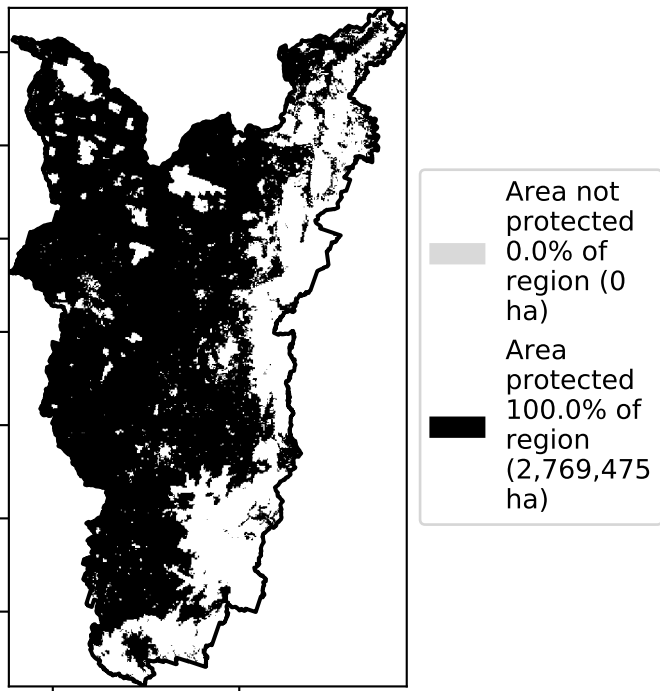 Area not
protected
0.0% of
region (0
ha)
Area
protected
100.0% of
region
(2,769,475
ha)